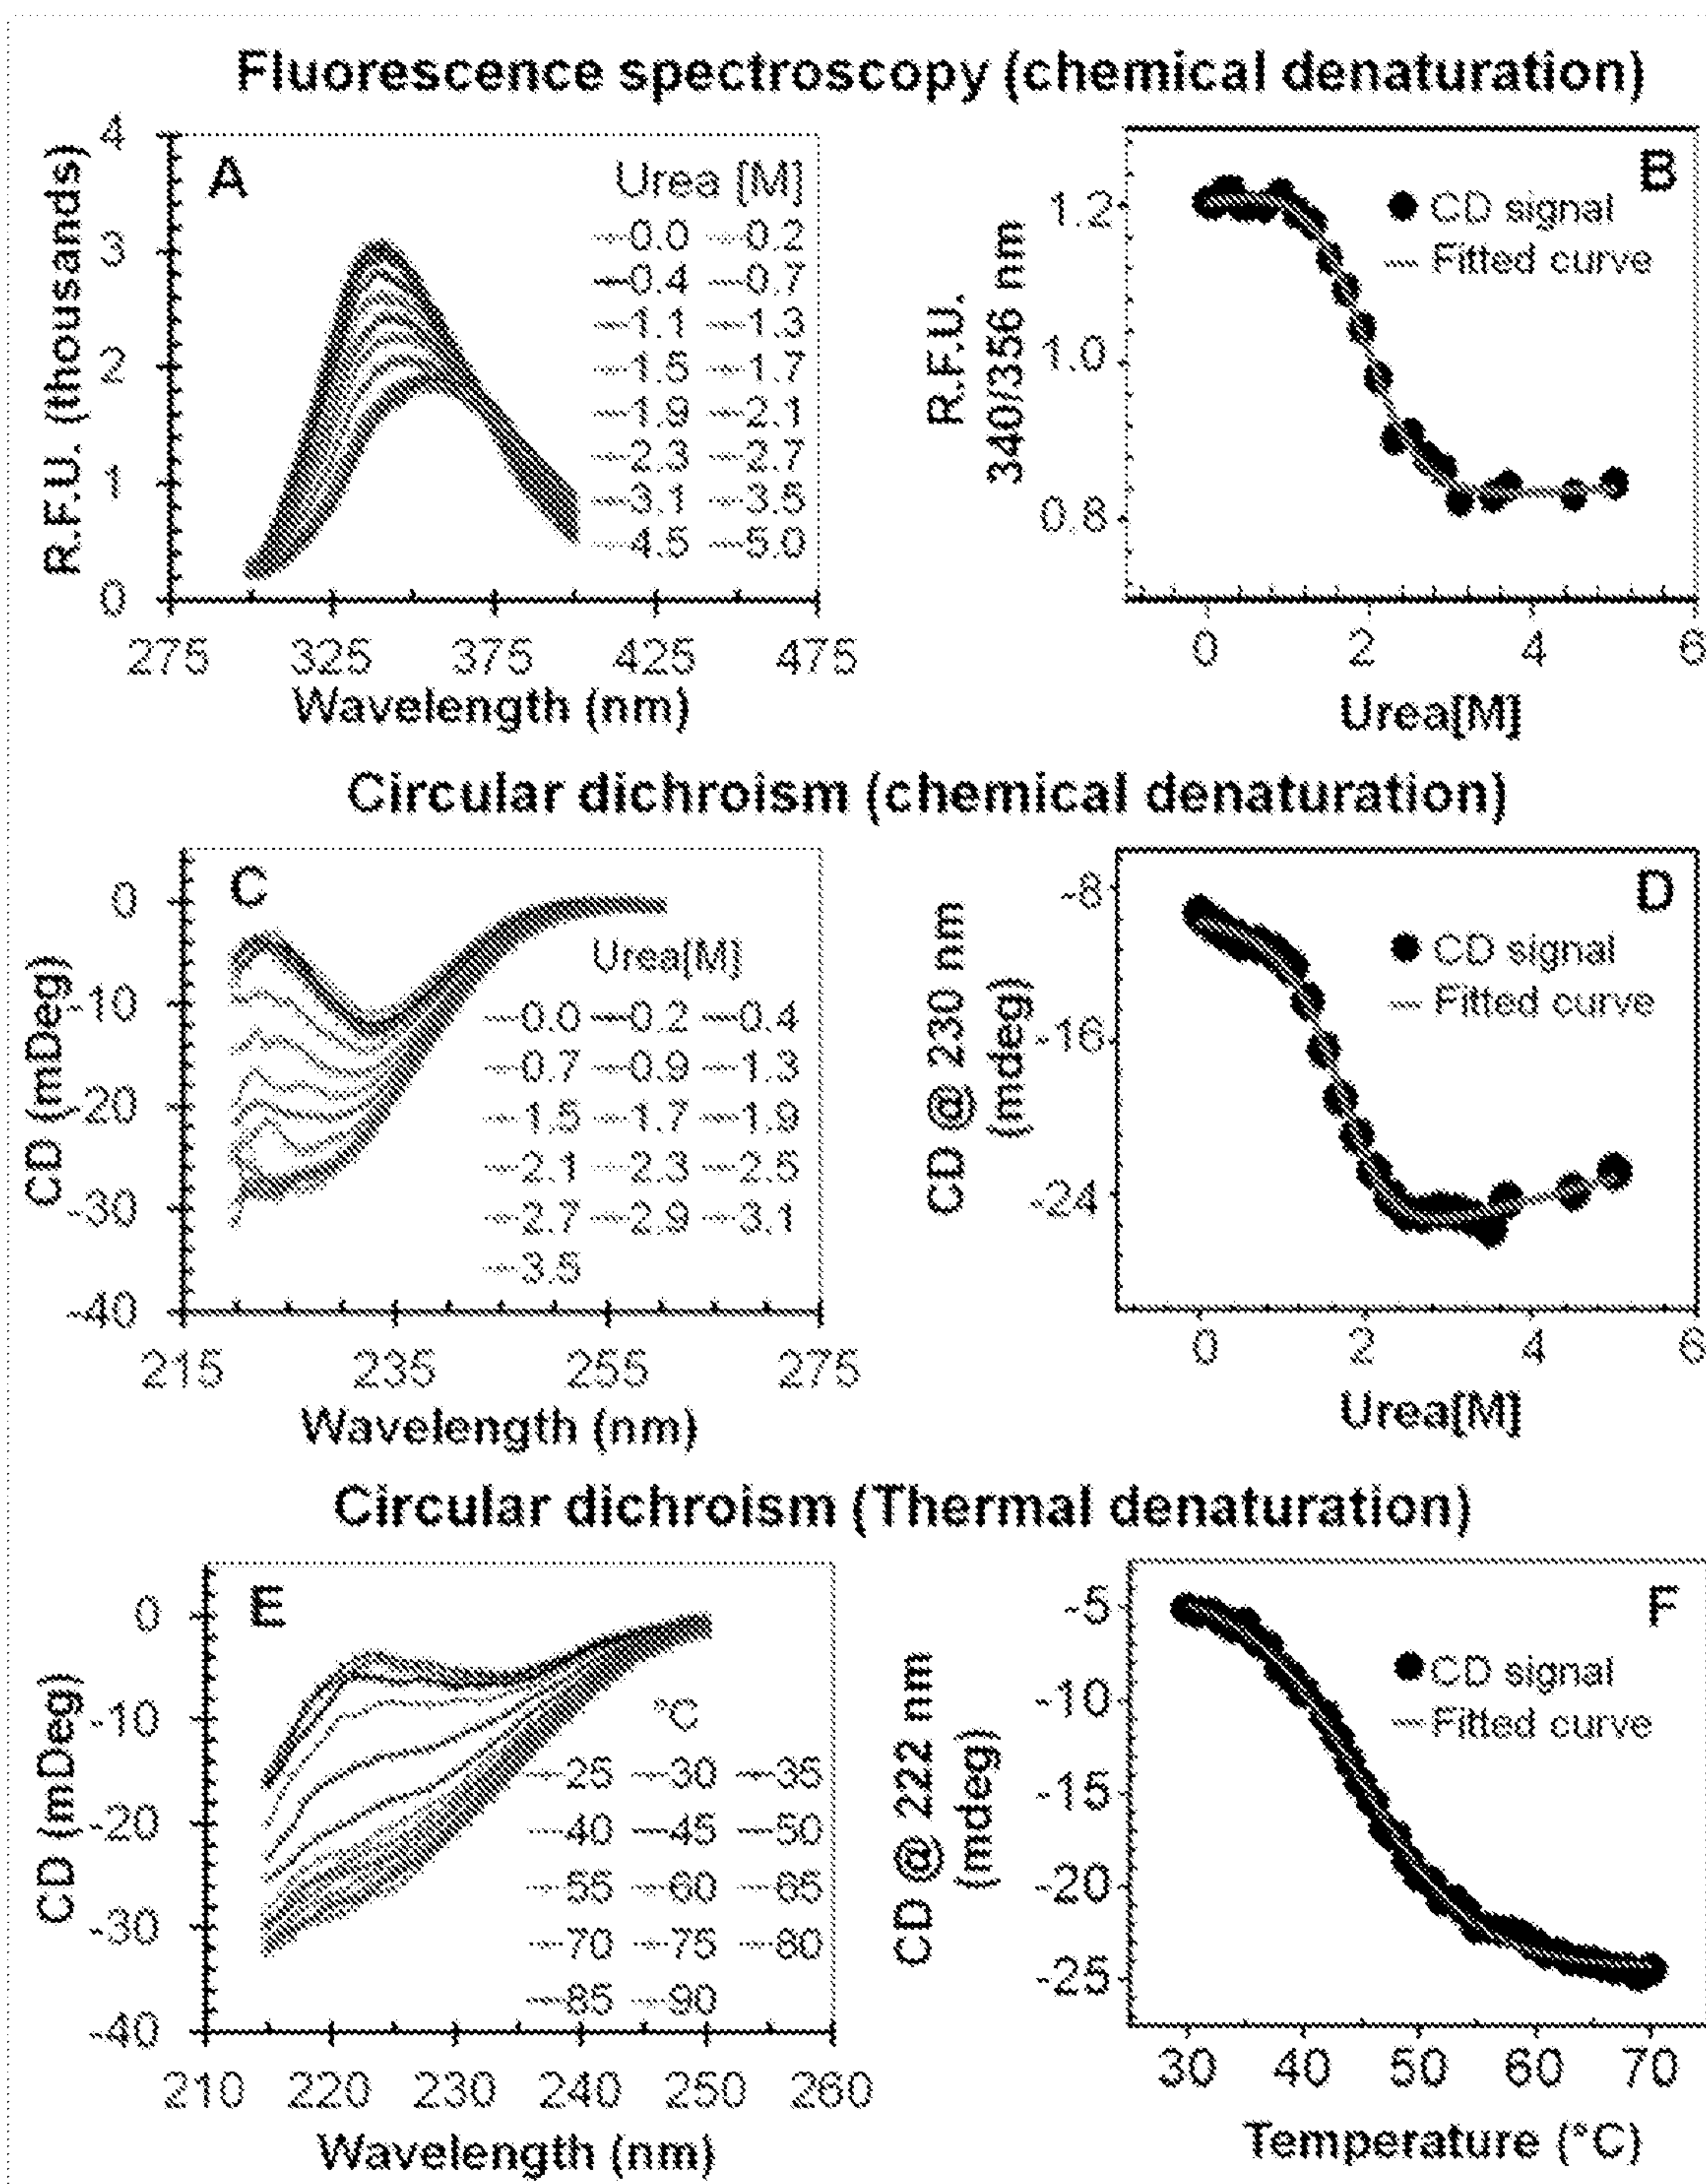 Fluorescence spectroscopy (chemical denaturation)
A
R.F.U. (thousands)
4
3
2
1
0
Urea [M]
0.0 0.2
0.4 0.7
1.1 1.3
1.5 1.7
1.9 2.1
2.3 2.7
3.1 3.5
4.5 5.0
275 325 375 425 475
Wavelength (nm)
B
R.F.U.
340/356 nm
1.2
1.0
0.8
CD signal
Fitted curve
0 2 4 6
Urea[M]
Circular dichroism (chemical denaturation)
C
CD (mDeg)
0
-10
-20
-30
-40
Urea[M]
0.0 0.2 0.4
0.7 0.9 1.3
1.5 1.7 1.9
2.1 2.3 2.5
2.7 2.9 3.1
3.5
215 235 255 275
Wavelength (nm)
D
CD @ 230 nm
(mdeg)
-8
-16
-24
CD signal
Fitted curve
0 2 4 6
Urea[M]
Circular dichroism (Thermal denaturation)
E
CD (mDeg)
0
-10
-20
-30
-40
°C
25 30 35
40 45 50
55 60 65
70 75 80
85 90
210 220 230 240 250 260
Wavelength (nm)
F
CD @ 222 nm
(mdeg)
-5
-10
-15
-20
-25
CD signal
Fitted curve
30 40 50 60 70
Temperature (°C)